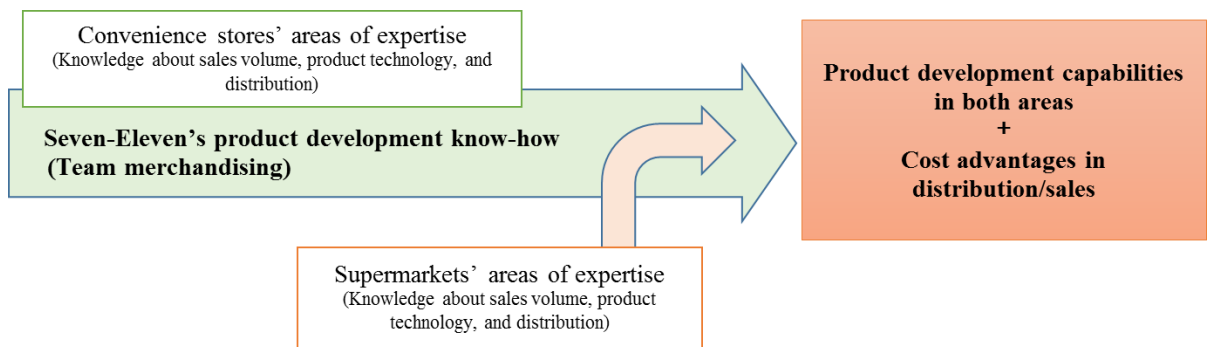 Convenience stores’ areas of expertise
(Knowledge about sales volume, product technology, and
distribution)
Seven-Eleven’s product development know-how
(Team merchandising)
Supermarkets’ areas of expertise
(Knowledge about sales volume, product
technology, and distribution)
Product development capabilities
in both areas
+
Cost advantages in
distribution/sales